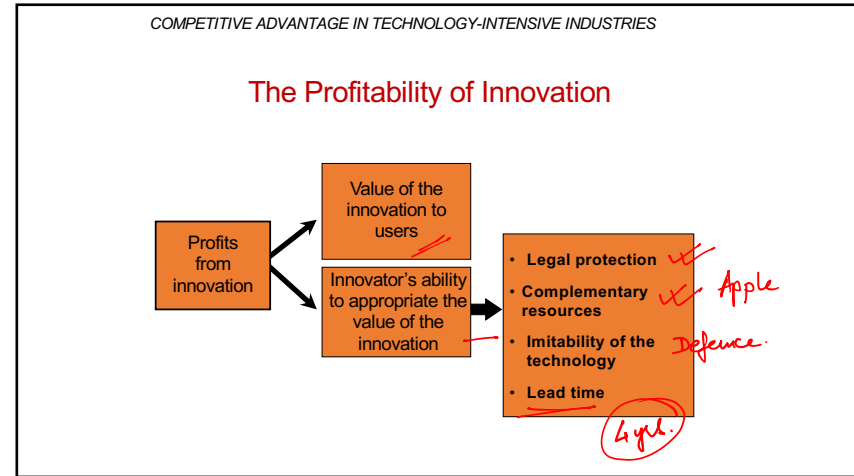 COMPETITIVE ADVANTAGE IN TECHNOLOGY-INTENSIVE INDUSTRIES
The Profitability of Innovation
Profits
from
innovation
Value of the
innovation to
users
Innovator's ability
to appropriate the
value of the
innovation
• Legal protection
• Complementary
resources
Apple
• Imitability of the
technology
Defence.
• Lead time
4 yrs.